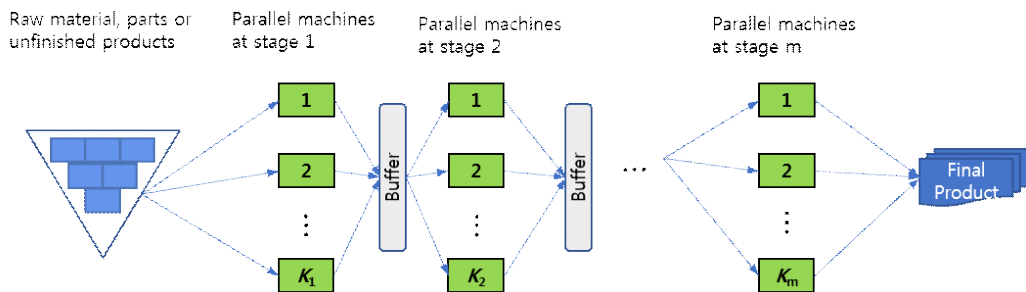 Raw material, parts or
unfinished products
Parallel machines
at stage 1
Parallel machines
at stage 2
Parallel machines
at stage m
1
2
⋮
K1
Buffer
1
2
⋮
K2
Buffer
...
1
2
⋮
Km
Final
Product